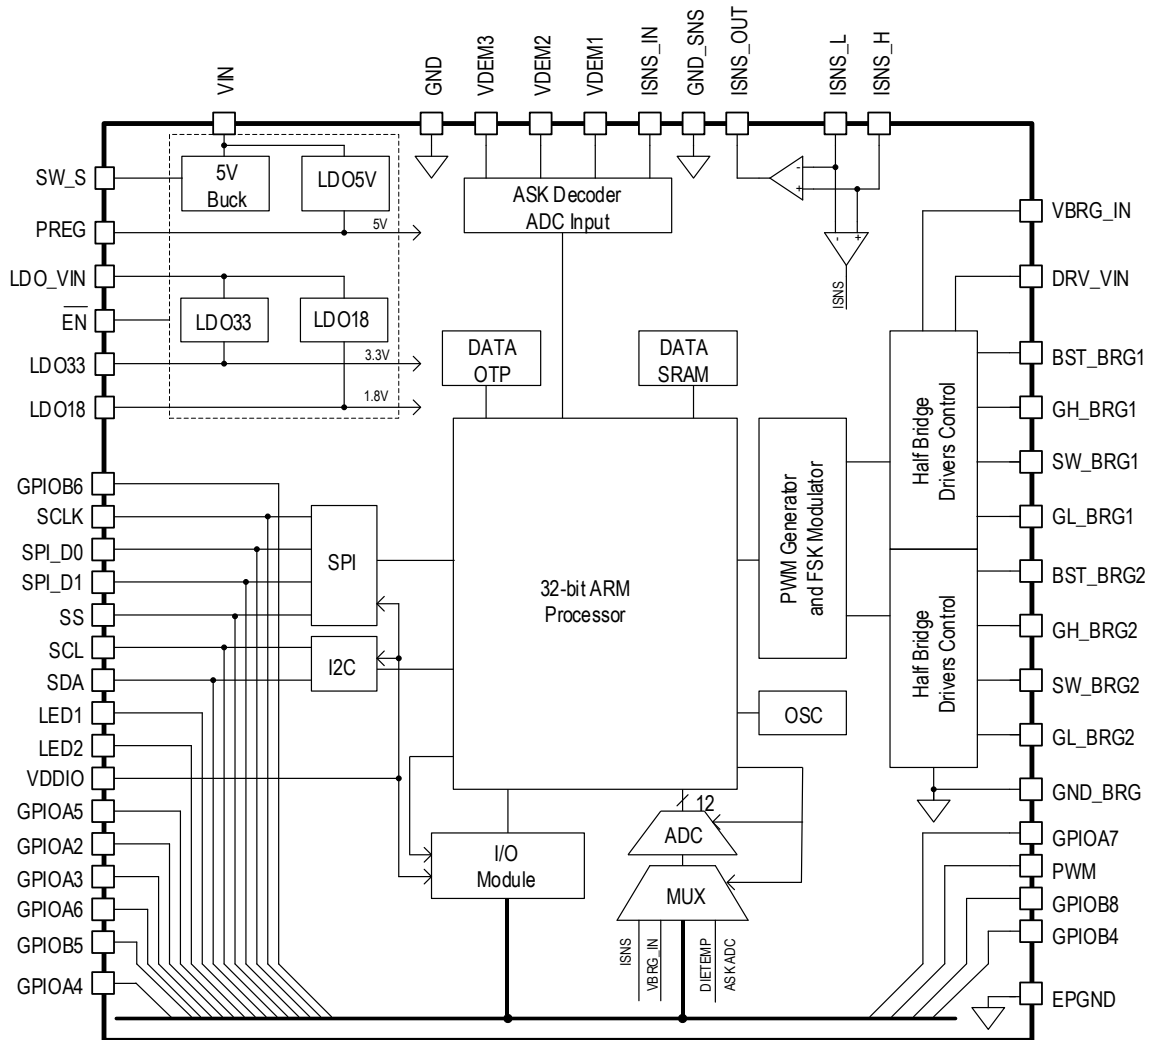 VIN
GND
VDEM3
VDEM2
VDEM1
ISNS_IN
GND_SNS
ISNS_OUT
ISNS_L
ISNS_H
SW_S
PREG
LDO_VIN
EN
LDO33
LDO18
5V
Buck
LDO5V
5V
LDO33
LDO18
3.3V
1.8V
ASK Decoder
ADC Input
-
+
-
+
ISNS
DATA
OTP
DATA
SRAM
GPIOB6
SCLK
SPI_D0
SPI_D1
SS
SCL
SDA
LED1
LED2
VDDIO
GPIOA5
GPIOA2
GPIOA3
GPIOA6
GPIOB5
GPIOA4
SPI
I2C
32-bit ARM
Processor
PWM Generator
and FSK Modulator
OSC
Half Bridge
Drivers Control
Half Bridge
Drivers Control
12
ADC
MUX
I/O
Module
ISNS
VBRG_IN
DIETEMP
ASKADC
VBRG_IN
DRV_VIN
BST_BRG1
GH_BRG1
SW_BRG1
GL_BRG1
BST_BRG2
GH_BRG2
SW_BRG2
GL_BRG2
GND_BRG
GPIOA7
PWM
GPIOB8
GPIOB4
EPGND